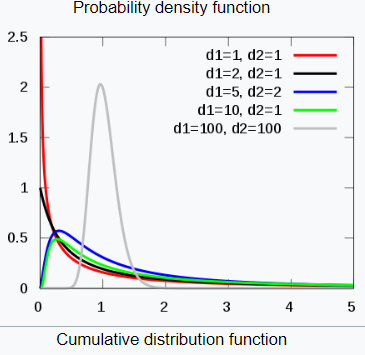 Probability density function
2.5
d1=1, d2=1
d1=2, d2=1
2
d1=5, d2=2
d1=10, d2=1
d1=100, d2=100
1.5
1
0.5
0
0 1 2 3 4 5
Cumulative distribution function